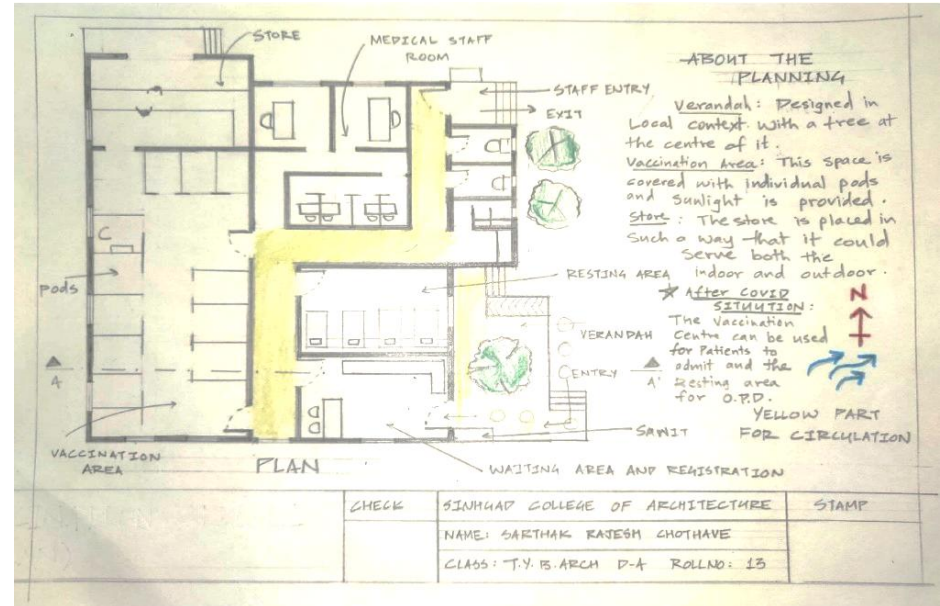 STORE
MEDICAL STAFF
ROOM
STAFF ENTRY
EXIT
RESTING AREA
VERANDAH
ENTRY
A
A'
PODS
C
VACCINATION
AREA
PLAN
WAITING AREA AND REGISTRATION
ABOUT THE
PLANNING
Verandah: Designed in
Local context. With a tree at
the centre of it.
Vaccination Area: This space is
covered with individual pods
and sunlight is provided.
Store: The store is placed in
Such a way that it could
Serve both the
indoor and outdoor.
After COVID
SITUUTION:
The Vaccination
Centre can be used
for Patients to
admit and the
Resting area
for O.P.D.
N
YELLOW PART
FOR CIRCULATION
CHECK
SINHGAD COLLEGE OF ARCHITECTURE
NAME: SARTHAK RAJESH CHOTHAVE
CLASS: T.Y.B.ARCH D-A ROLLNO: 13
STAMP